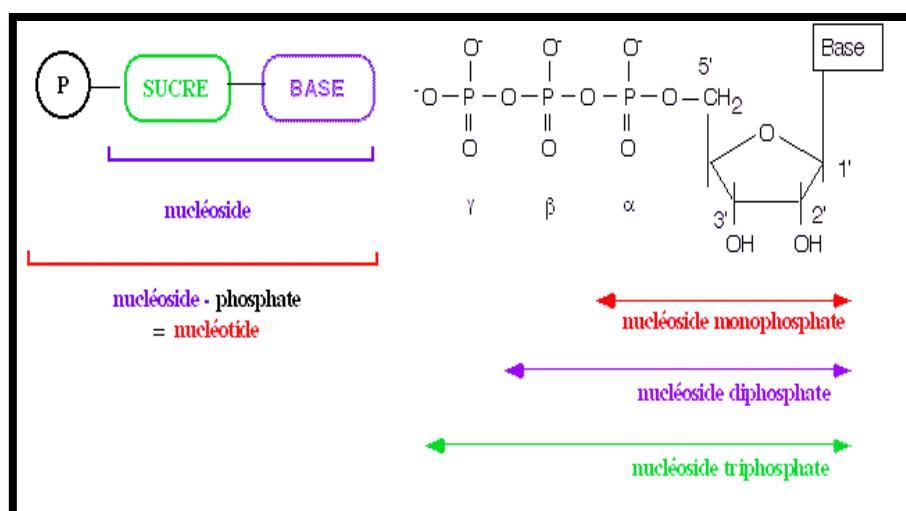 P SUCRE BASE
nucléoside
nucléoside - phosphate
= nucléotide
O⁻ O⁻ O⁻ 5' Base
⁻O – P – O – P – O – P – O – CH₂
O O O O
1'
γ β α 3' 2'
OH OH
nucléoside monophosphate
nucléoside diphosphate
nucléoside triphosphate